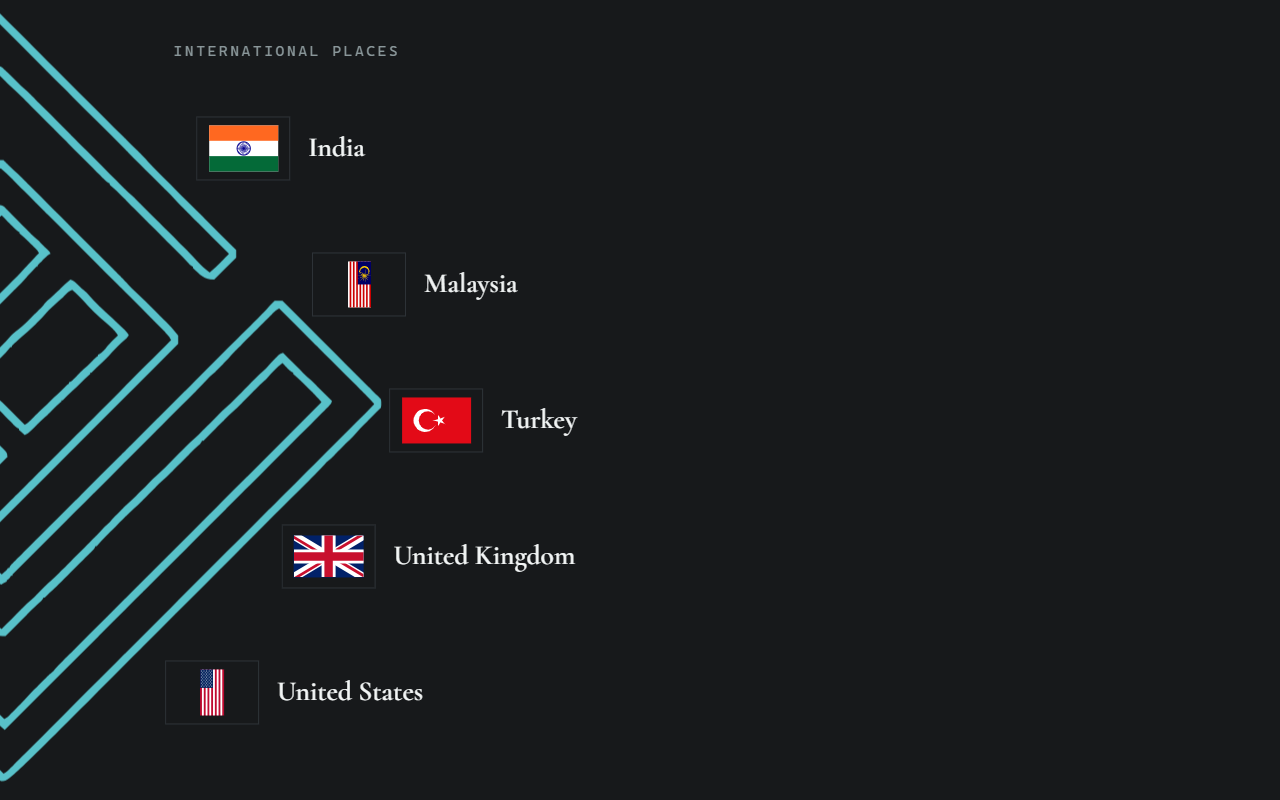 INTERNATIONAL PLACES
India
Malaysia
Turkey
United Kingdom
United States